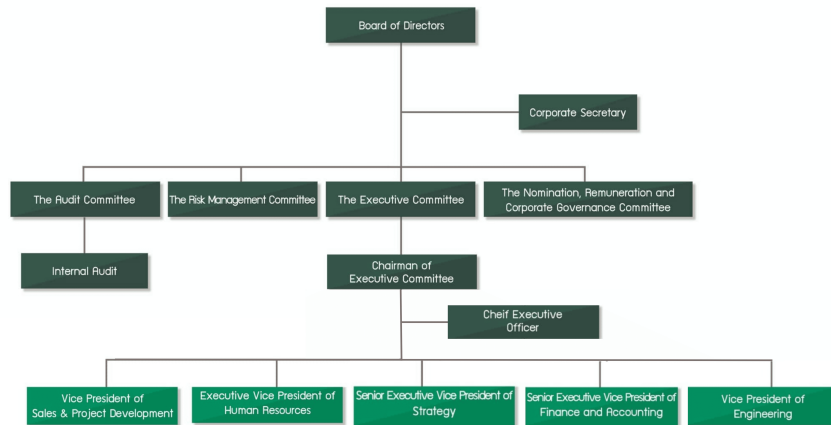 Board of Directors
Corporate Secretary
The Audit Committee
The Risk Management Committee
The Executive Committee
The Nomination, Remuneration and
Corporate Governance Committee
Internal Audit
Chairman of
Executive Committee
Cheif Executive
Officer
Vice President of
Sales & Project Development
Executive Vice President of
Human Resources
Senior Executive Vice President of
Strategy
Senior Executive Vice President of
Finance and Accounting
Vice President of
Engineering